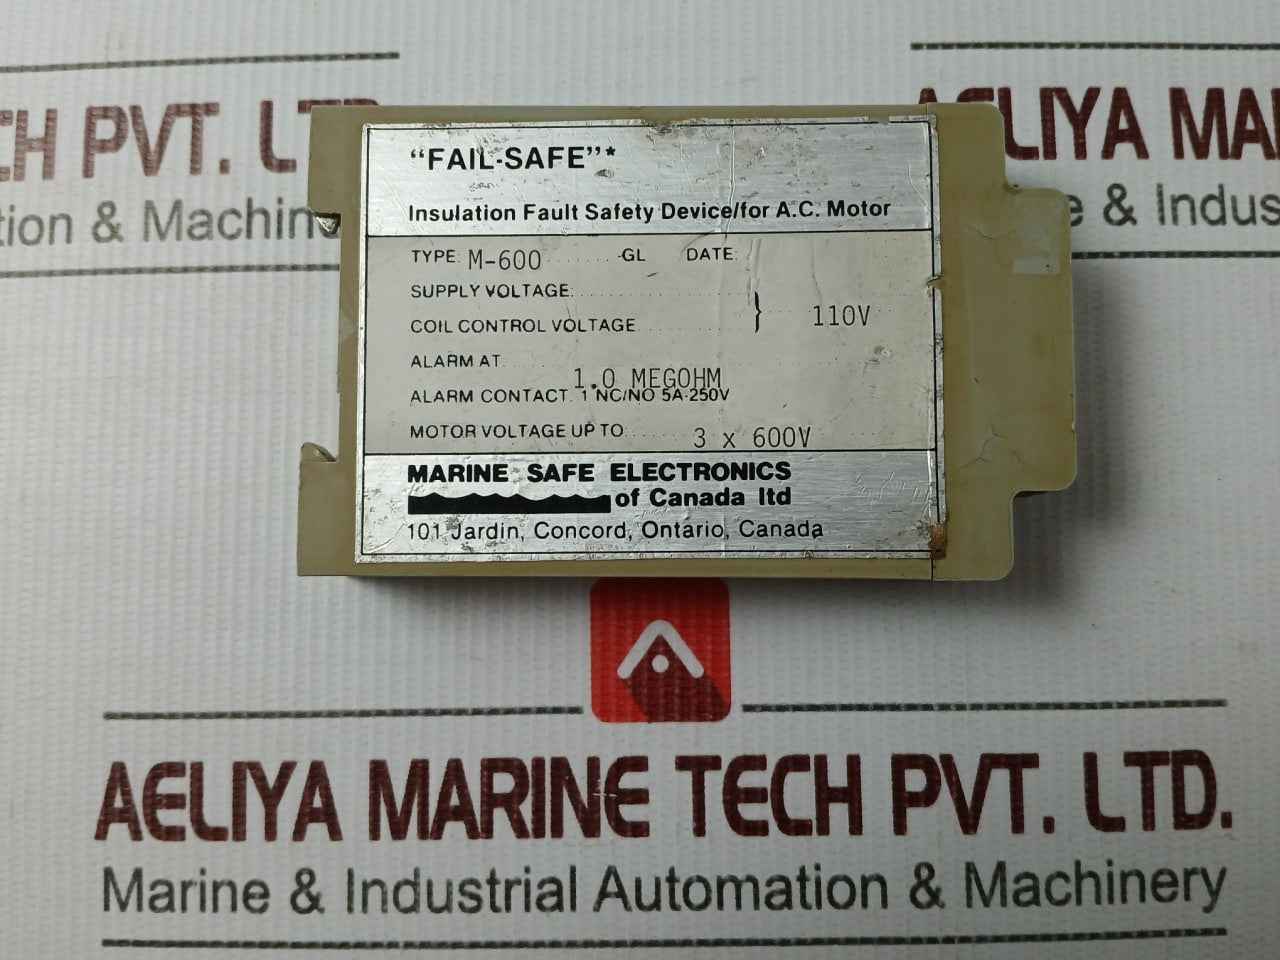 CH PVT. LTD
AELIYA MA
tion & Machin
e & Indus
"FAIL-SAFE"*
Insulation Fault Safety Device/for A.C. Motor
TYPE: M-600 GL DATE:
SUPPLY VOLTAGE
COIL CONTROL VOLTAGE } 110V
ALARM AT 1.0 MEGOHM
ALARM CONTACT. 1 NC/NO 5A-250V
MOTOR VOLTAGE UP TO 3 x 600V
MARINE SAFE ELECTRONICS
of Canada ltd
101 Jardin, Concord, Ontario, Canada
AELIYA MARINE TECH PVT. LTD.
Marine & Industrial Automation & Machinery